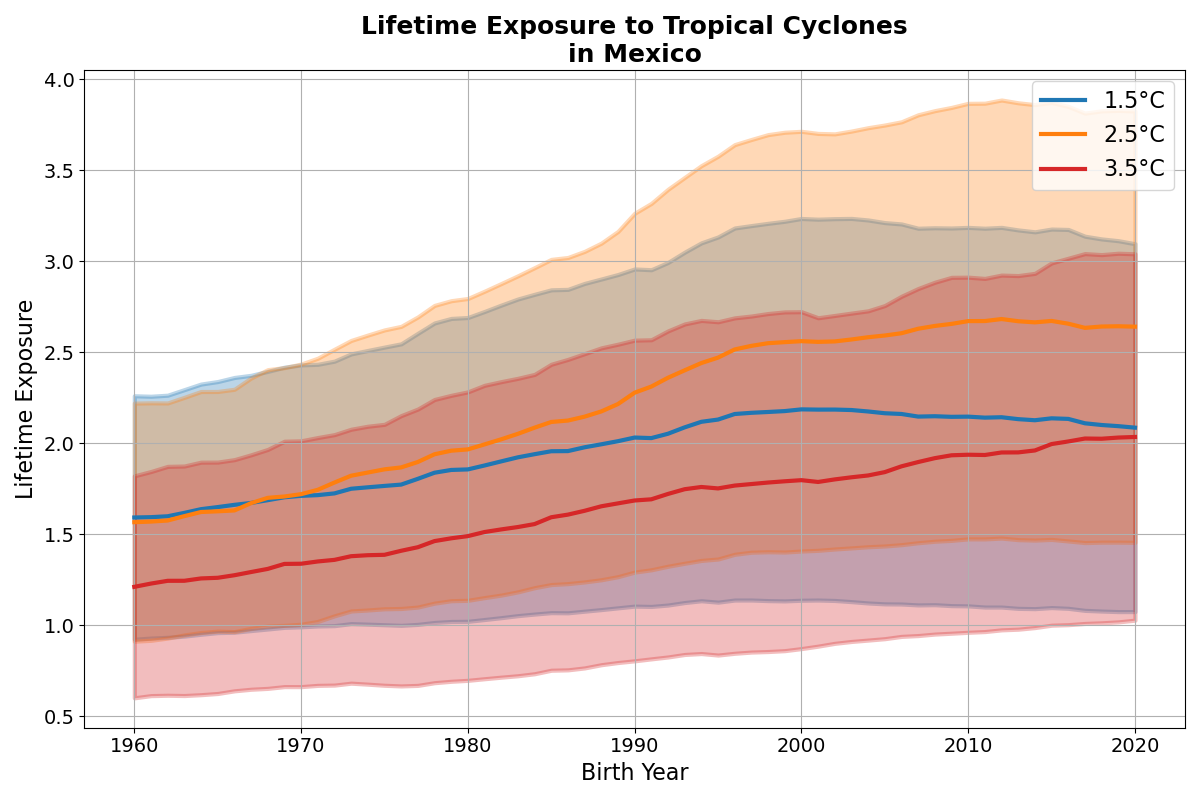 Lifetime Exposure to Tropical Cyclones
in Mexico
4.0
3.5
3.0
2.5
2.0
1.5
1.0
0.5
Lifetime Exposure
1.5°C
2.5°C
3.5°C
1960 1970 1980 1990 2000 2010 2020
Birth Year